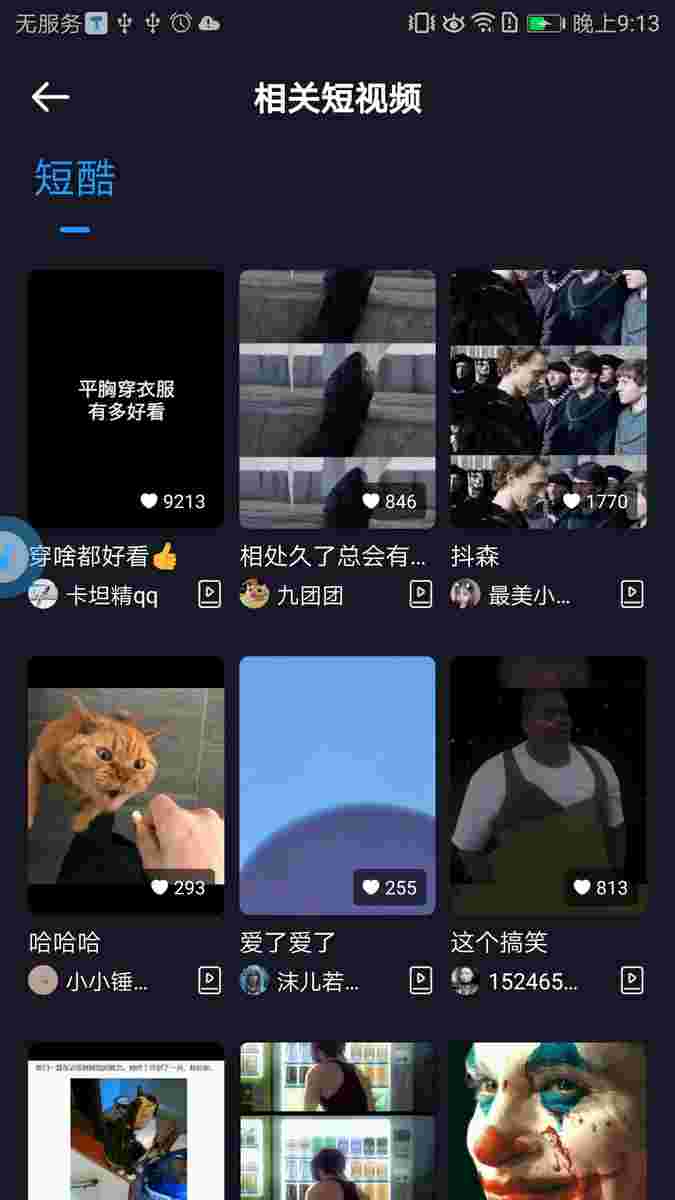 无服务 晚上9:13
相关短视频
短酷
平胸穿衣服
有多好看
9213
846
1770
穿啥都好看👍
相处久了总会有...
抖森
卡坦精qq
九团团
最美小...
293
255
813
哈哈哈
爱了爱了
这个搞笑
小小锤...
沫儿若...
152465...